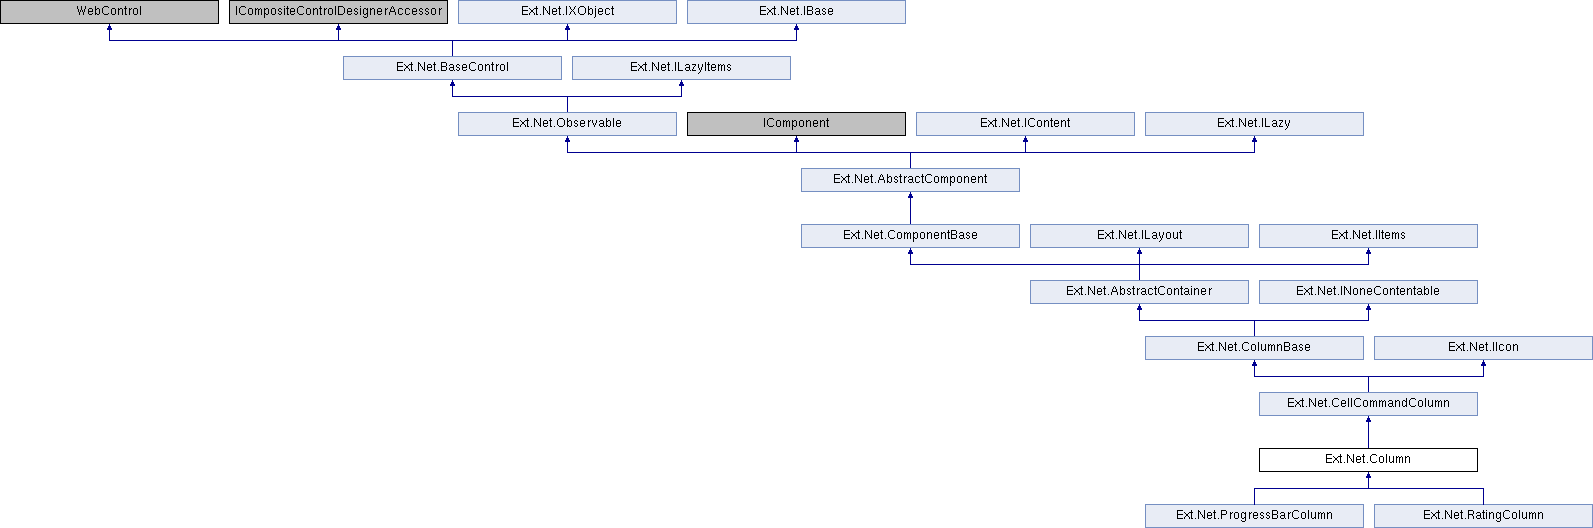 WebControl
ICompositeControlDesignerAccessor
Ext.Net.IXObject
Ext.Net.IBase
Ext.Net.BaseControl
Ext.Net.ILazyItems
Ext.Net.Observable
IComponent
Ext.Net.IContent
Ext.Net.ILazy
Ext.Net.AbstractComponent
Ext.Net.ComponentBase
Ext.Net.ILayout
Ext.Net.IItems
Ext.Net.AbstractContainer
Ext.Net.INoneContentable
Ext.Net.ColumnBase
Ext.Net.IIcon
Ext.Net.CellCommandColumn
Ext.Net.Column
Ext.Net.ProgressBarColumn
Ext.Net.RatingColumn